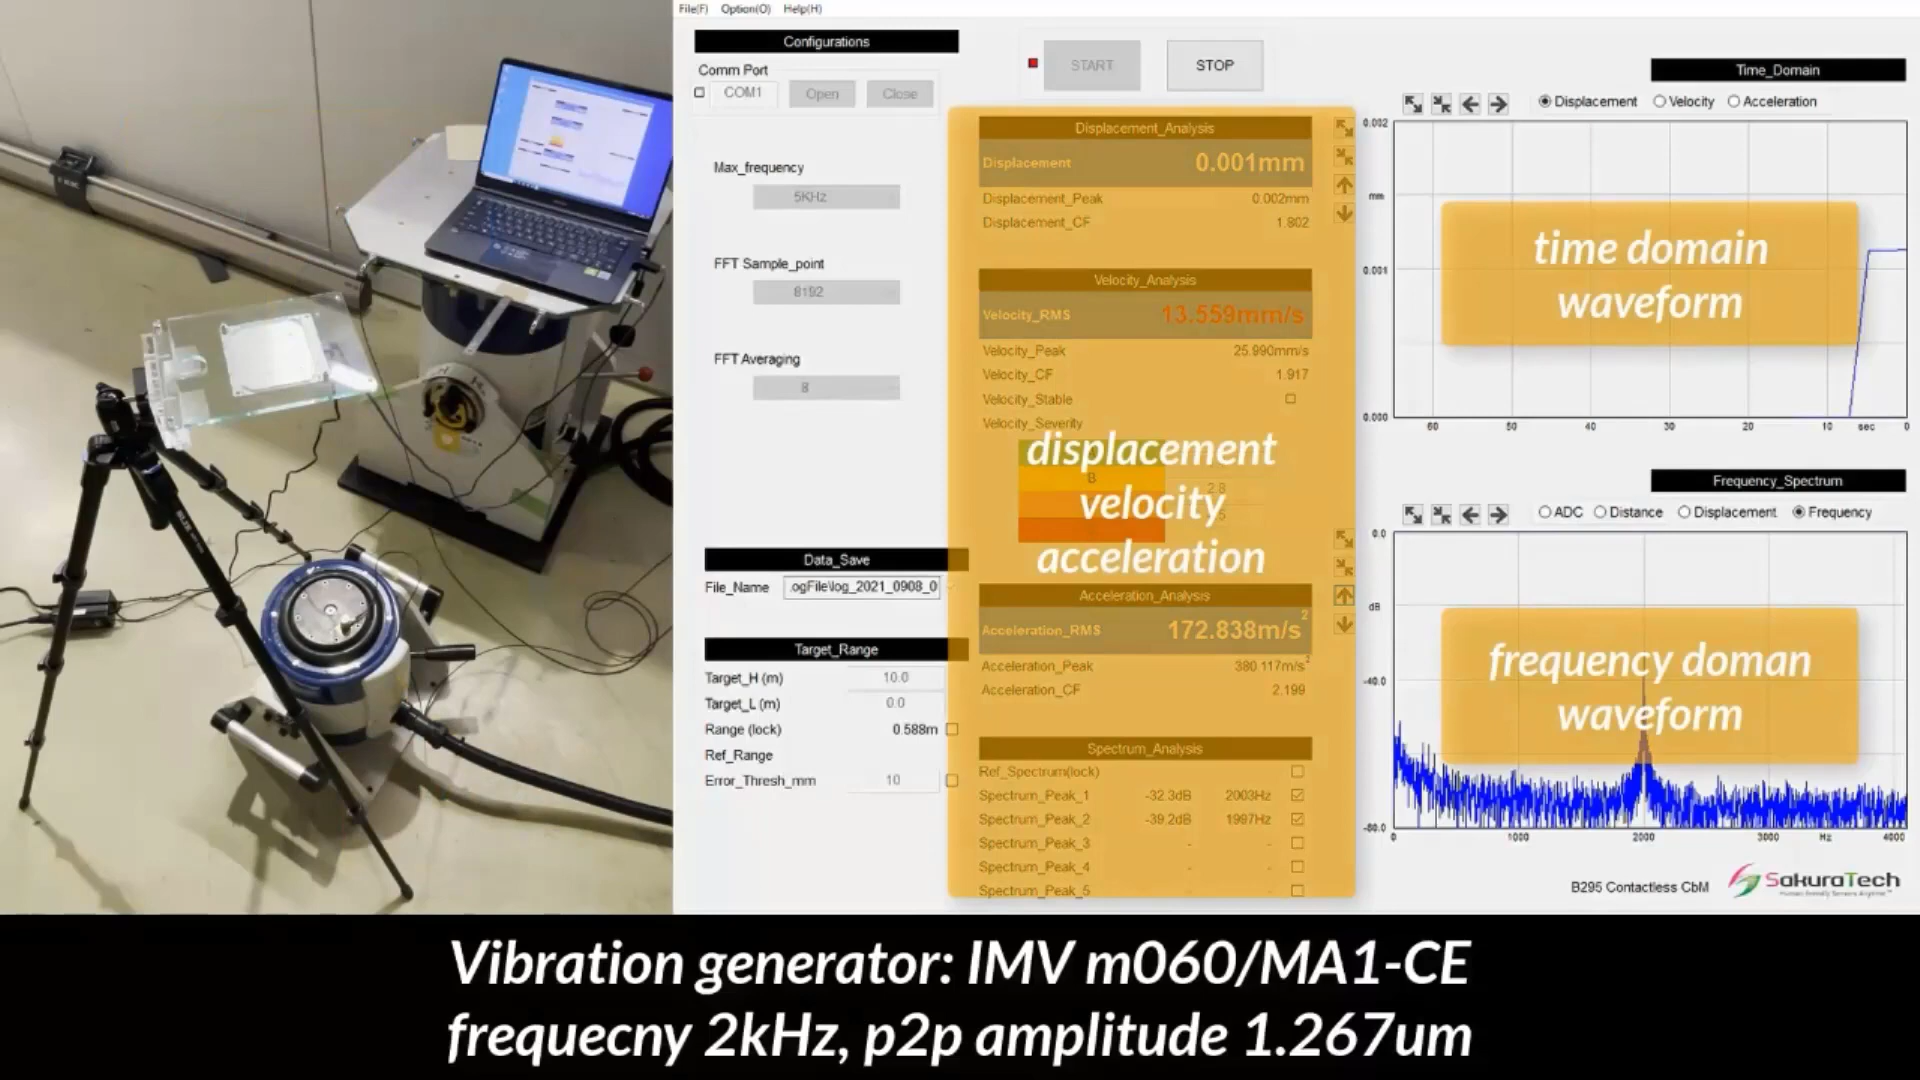 File(F) Option(O) Help(H)
Configurations
Comm Port
COM1 Open Close
Max_frequency
5KHz
FFT Sample_point
8192
FFT Averaging
8
Data_Save
File_Name .ogFile\log_2021_0908_0
Target_Range
Target_H (m) 10.0
Target_L (m) 0.0
Range (lock) 0.588m
Ref_Range
Error_Thresh_mm 10
START STOP
Displacement_Analysis
Displacement 0.001mm
Displacement_Peak 0.002mm
Displacement_CF 1.802
Velocity_Analysis
Velocity_RMS 13.559mm/s
Velocity_Peak 25.990mm/s
Velocity_CF 1.917
Velocity_Stable
Velocity_Severity
displacement
B
2.8
velocity
acceleration
Acceleration_Analysis
Acceleration_RMS 172.838m/s2
Acceleration_Peak 380 117m/s2
Acceleration_CF 2.199
Spectrum_Analysis
Ref_Spectrum(lock)
Spectrum_Peak_1 -32.3dB 2003Hz
Spectrum_Peak_2 -39.2dB 1997Hz
Spectrum_Peak_3 - -
Spectrum_Peak_4 - -
Spectrum_Peak_5 - -
Time_Domain
Displacement Velocity Acceleration
0.002
mm
0.001
0.000
60 50 40 30 20 10 sec 0
time domain
waveform
Frequency_Spectrum
ADC Distance Displacement Frequency
0.0
dB
-40.0
-80.0
0 1000 2000 Hz 3000 4000
frequency doman
waveform
B295 Contactless CbM SakuraTech
Vibration generator: IMV m060/MA1-CE
frequecny 2kHz, p2p amplitude 1.267um